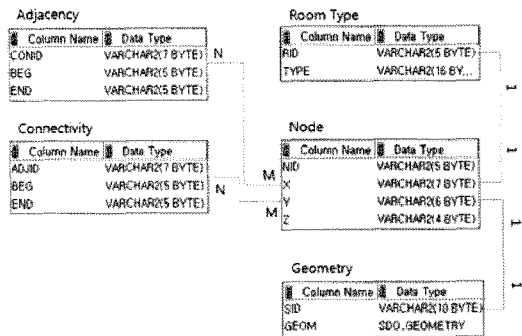 Adjacency
Column Name Data Type
CONID VARCHAR2(7 BYTE)
BEG VARCHAR2(5 BYTE)
END VARCHAR2(5 BYTE)
N
Room Type
Column Name Data Type
RID VARCHAR2(5 BYTE)
TYPE VARCHAR2(16 BY...
1
1
Connectivity
Column Name Data Type
ADJID VARCHAR2(7 BYTE)
BEG VARCHAR2(5 BYTE)
END VARCHAR2(5 BYTE)
N
M
M
Node
Column Name Data Type
NID VARCHAR2(5 BYTE)
X VARCHAR2(7 BYTE)
Y VARCHAR2(6 BYTE)
Z VARCHAR2(4 BYTE)
1
1
Geometry
Column Name Data Type
SID VARCHAR2(10 BYTE)
GEOM SDO_GEOMETRY